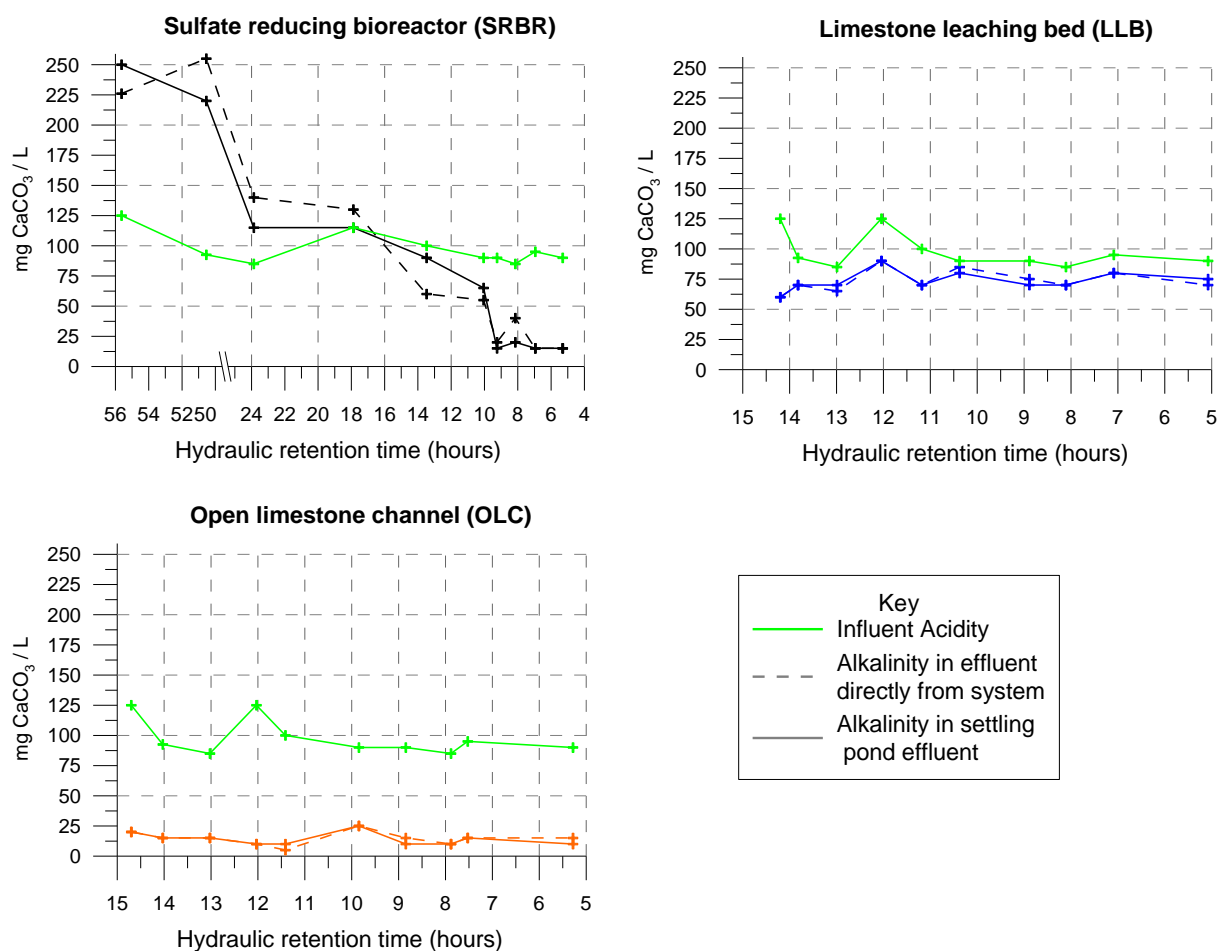 Sulfate reducing bioreactor (SRBR)
250
225
200
175
150
125
100
75
50
25
0
mg CaCO3 / L
56 54 52 50 24 22 20 18 16 14 12 10 8 6 4
Hydraulic retention time (hours)
Limestone leaching bed (LLB)
250
225
200
175
150
125
100
75
50
25
0
mg CaCO3 / L
15 14 13 12 11 10 9 8 7 6 5
Hydraulic retention time (hours)
Open limestone channel (OLC)
250
225
200
175
150
125
100
75
50
25
0
mg CaCO3 / L
15 14 13 12 11 10 9 8 7 6 5
Hydraulic retention time (hours)
Key
Influent Acidity
Alkalinity in effluent
directly from system
Alkalinity in settling
pond effluent